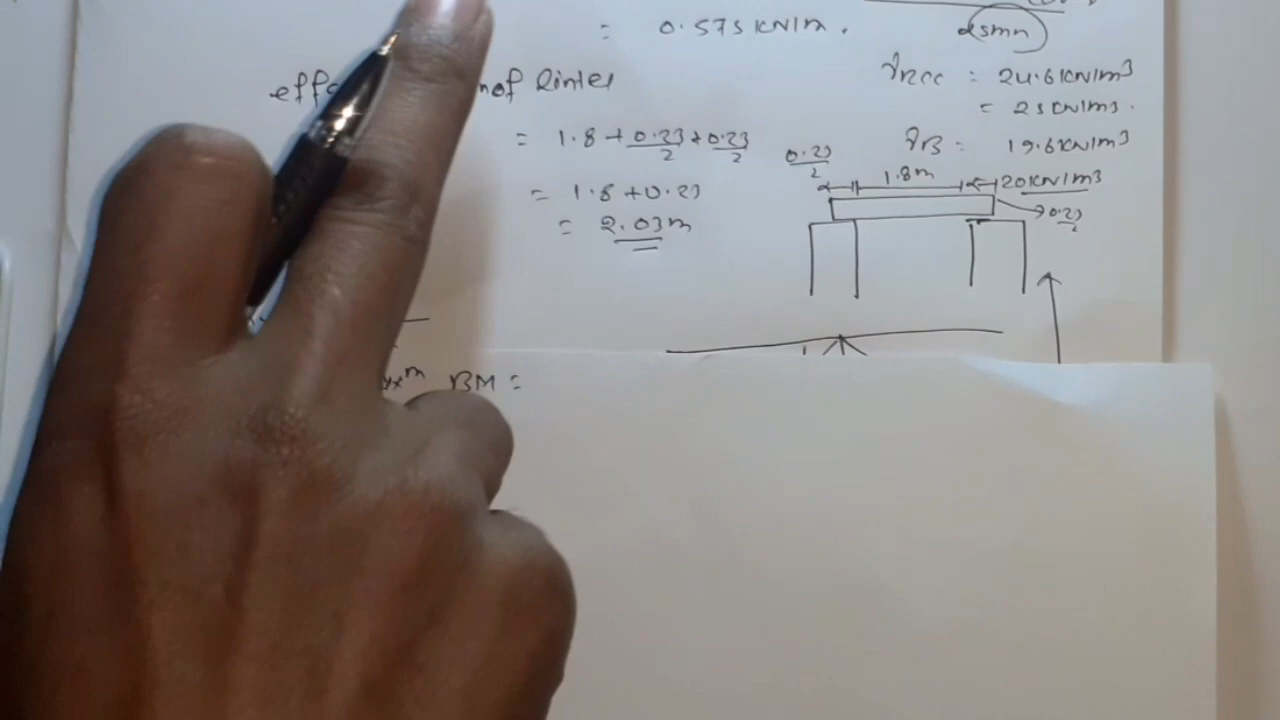 = 0.575 KN/m.
25mm
γRCC = 24.6 KN/m3
= 25 KN/m3.
of lintel
= 1.8 + 0.23/2 + 0.23/2
γB = 19.6 KN/m3
0.23/2
1.8m
20 KN/m3
= 1.8 + 0.23
0.23/2
= 2.03m
BM =